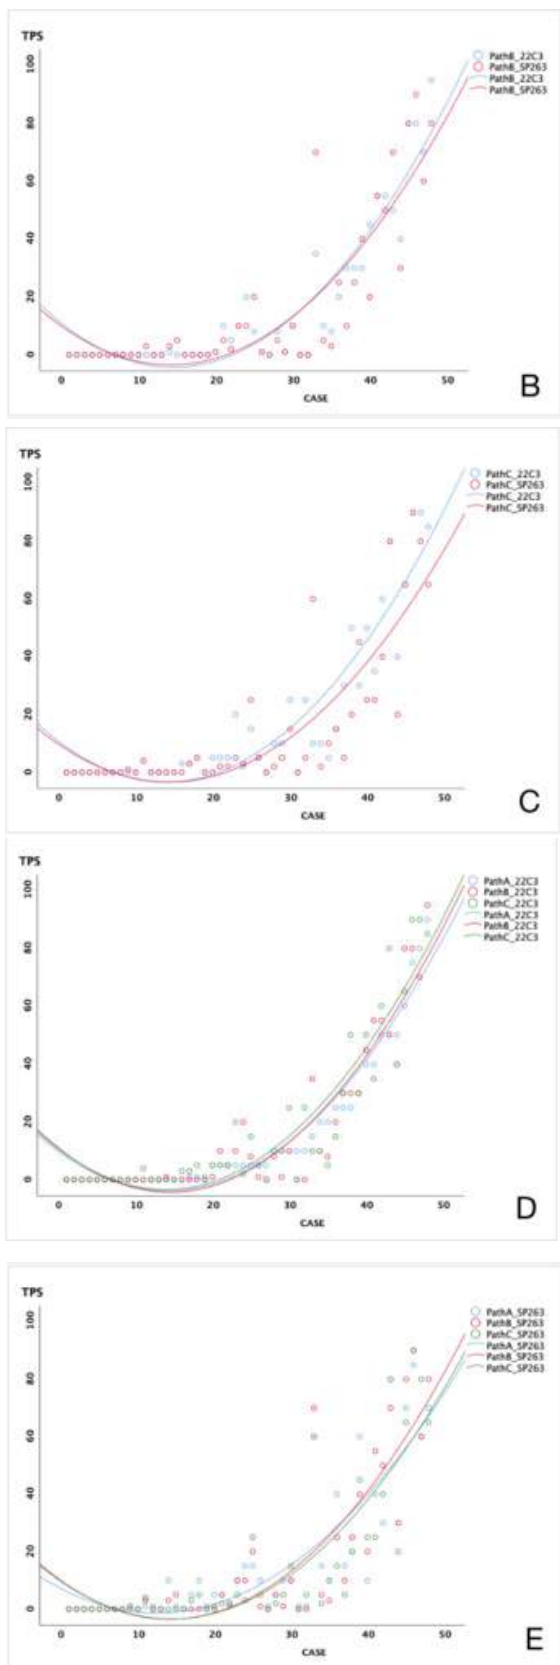 TPS
100
80
60
40
20
0
0 10 20 30 40 50
CASE
PathB_22C3
PathB_SP263
PathB_22C3
PathB_SP263
B
TPS
100
80
60
40
20
0
0 10 20 30 40 50
CASE
PathC_22C3
PathC_SP263
PathC_22C3
PathC_SP263
C
TPS
100
80
60
40
20
0
0 10 20 30 40 50
CASE
PathA_22C3
PathB_22C3
PathC_22C3
PathA_22C3
PathB_22C3
PathC_22C3
D
TPS
100
80
60
40
20
0
0 10 20 30 40 50
CASE
PathA_SP263
PathB_SP263
PathC_SP263
PathA_SP263
PathB_SP263
PathC_SP263
E